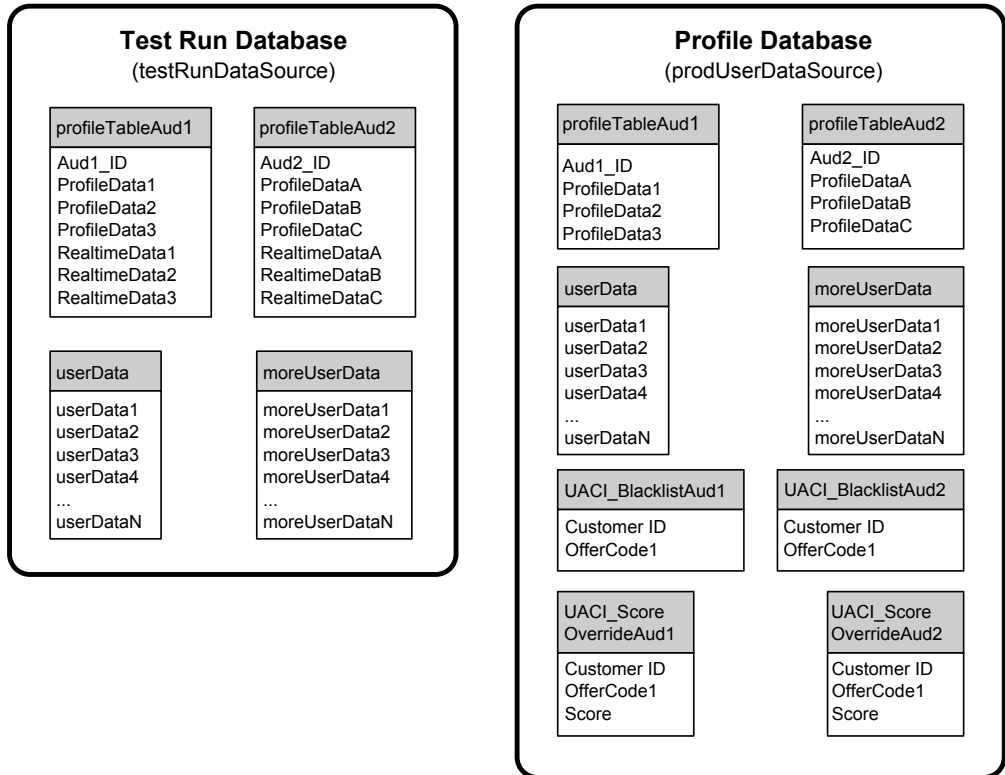 Test Run Database
(testRunDataSource)
profileTableAud1
Aud1_ID
ProfileData1
ProfileData2
ProfileData3
RealtimeData1
RealtimeData2
RealtimeData3
profileTableAud2
Aud2_ID
ProfileDataA
ProfileDataB
ProfileDataC
RealtimeDataA
RealtimeDataB
RealtimeDataC
userData
userData1
userData2
userData3
userData4
...
userDataN
moreUserData
moreUserData1
moreUserData2
moreUserData3
moreUserData4
...
moreUserDataN
Profile Database
(prodUserDataSource)
profileTableAud1
Aud1_ID
ProfileData1
ProfileData2
ProfileData3
profileTableAud2
Aud2_ID
ProfileDataA
ProfileDataB
ProfileDataC
userData
userData1
userData2
userData3
userData4
...
userDataN
moreUserData
moreUserData1
moreUserData2
moreUserData3
moreUserData4
...
moreUserDataN
UACI_BlacklistAud1
Customer ID
OfferCode1
UACI_BlacklistAud2
Customer ID
OfferCode1
UACI_Score
OverrideAud1
Customer ID
OfferCode1
Score
UACI_Score
OverrideAud2
Customer ID
OfferCode1
Score